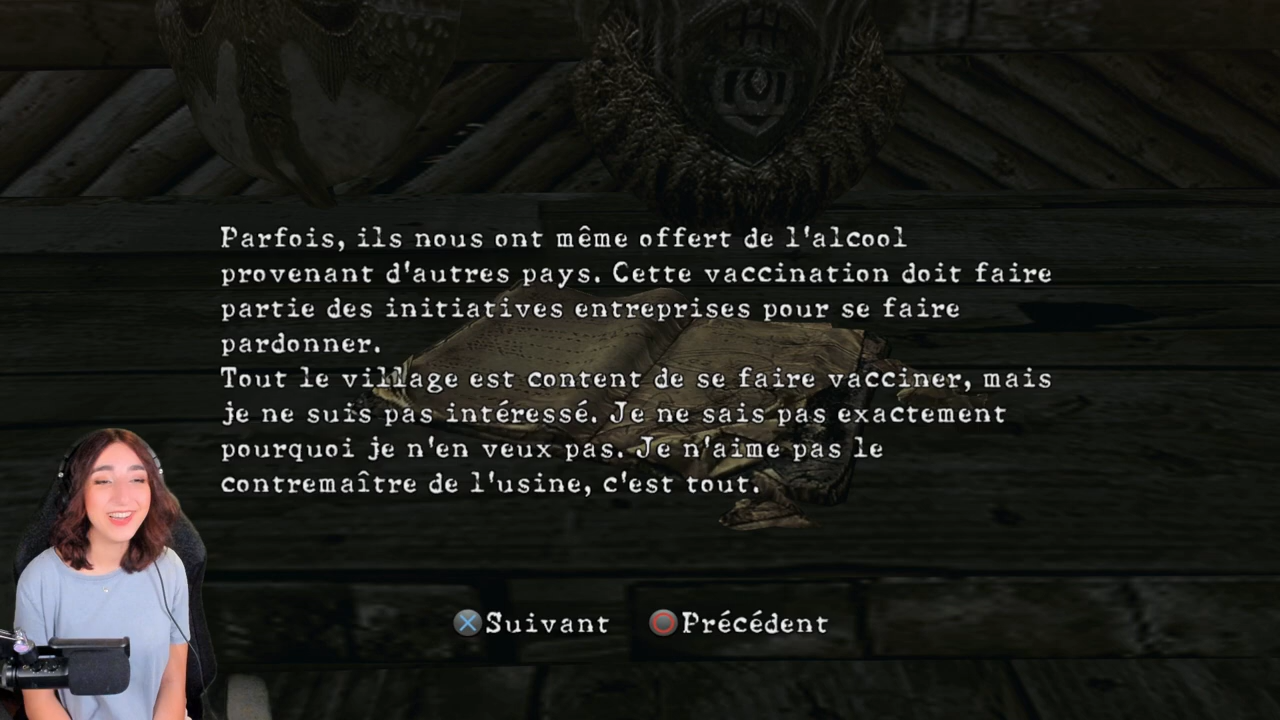 Parfois, ils nous ont même offert de l'alcool
provenant d'autres pays. Cette vaccination doit faire
partie des initiatives entreprises pour se faire
pardonner.
Tout le village est content de se faire vacciner, mais
je ne suis pas intéressé. Je ne sais pas exactement
pourquoi je n'en veux pas. Je n'aime pas le
contremaître de l'usine, c'est tout.
Suivant Précédent